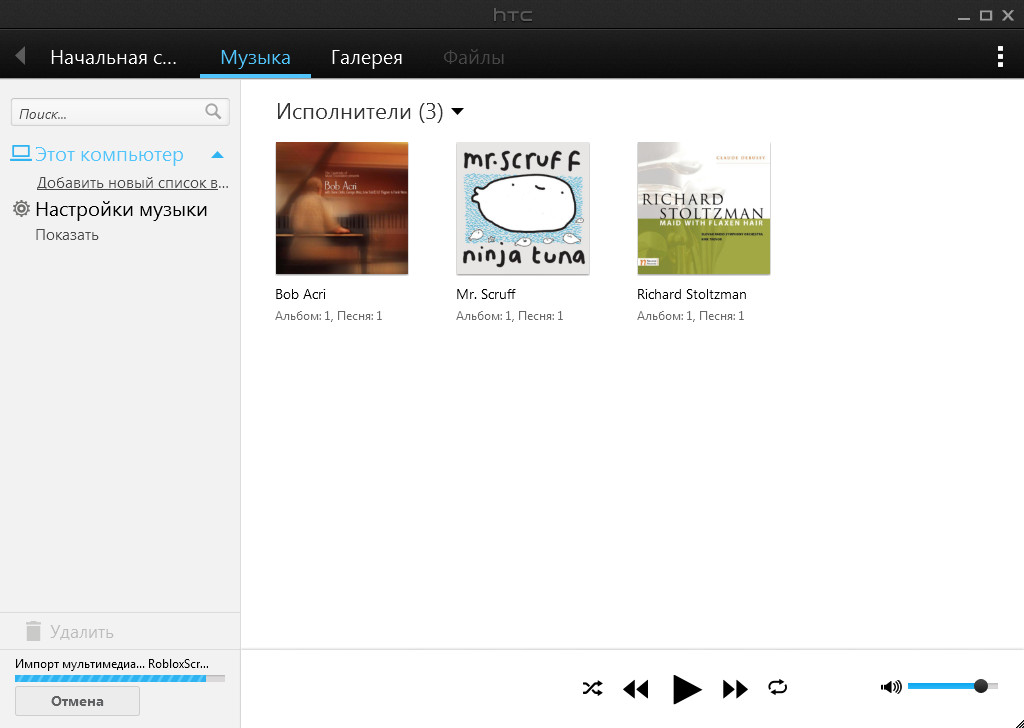 hTC
Начальная с...
Музыка
Галерея
Файлы
Поиск...
Этот компьютер
Добавить новый список в...
Настройки музыки
Показать
Исполнители (3)
Bob Acri
mr.scruff
ninja tuna
CLAUDE DEBUSSY
RICHARD
STOLTZMAN
MAID WITH FLAXEN HAIR
Bob Acri
Альбом: 1, Песня: 1
Mr. Scruff
Альбом: 1, Песня: 1
Richard Stoltzman
Альбом: 1, Песня: 1
Удалить
Импорт мультимедиа... RobloxScr...
Отмена